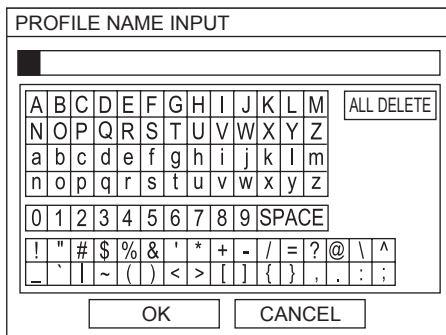 PROFILE NAME INPUT
A B C D E F G H I J K L M ALL DELETE
N O P Q R S T U V W X Y Z
a b c d e f g h i j k l m
n o p q r s t u v w x y z
0 1 2 3 4 5 6 7 8 9 SPACE
! " # $ % & ' * + - / = ? @ \ ^
_ ` | ~ ( ) < > [ ] { } , . : ;
OK CANCEL